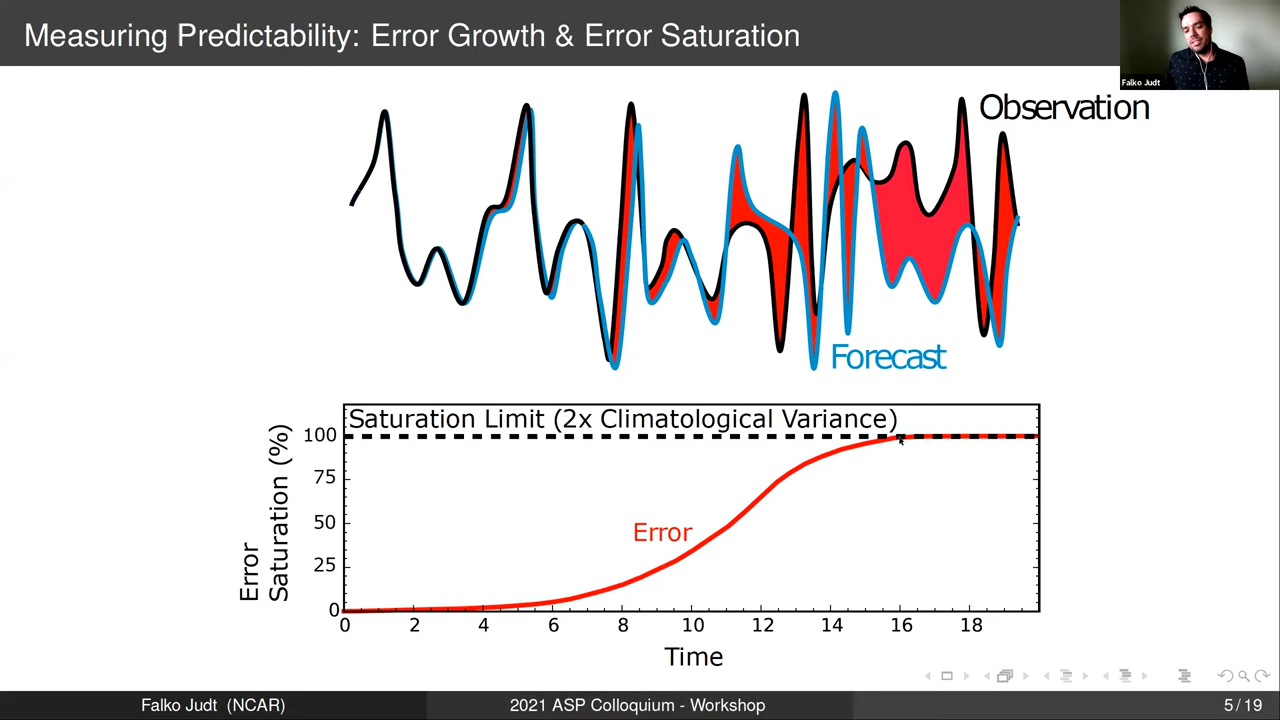 Measuring Predictability: Error Growth & Error Saturation
Falko Judt
Observation
Forecast
Saturation Limit (2x Climatological Variance)
100
75
50
25
0
Error
Saturation (%)
Error
0 2 4 6 8 10 12 14 16 18
Time
Falko Judt (NCAR) 2021 ASP Colloquium - Workshop 5 / 19